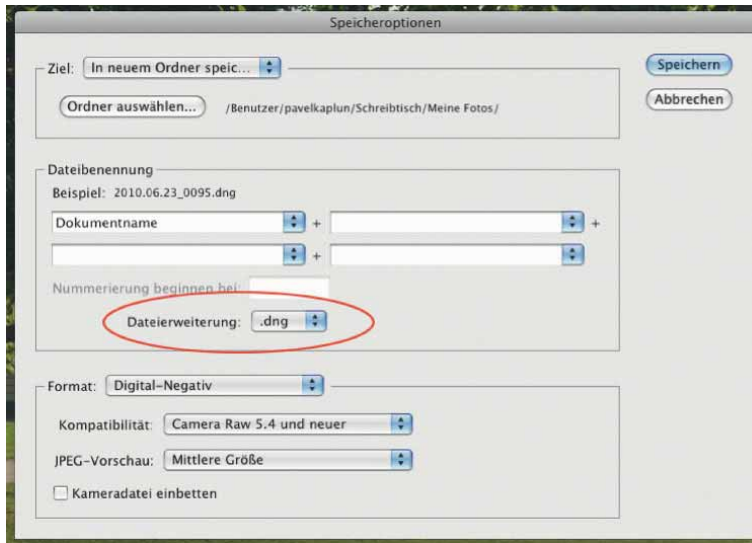 Speicheroptionen
Ziel: In neuem Ordner speic...
Speichern
Ordner auswählen... /Benutzer/pavelkaplun/Schreibtisch/Meine Fotos/
Abbrechen
Dateibenennung
Beispiel: 2010.06.23_0095.dng
Dokumentname + +
+
Nummerierung beginnen bei:
Dateierweiterung: .dng
Format: Digital-Negativ
Kompatibilität: Camera Raw 5.4 und neuer
JPEG-Vorschau: Mittlere Größe
Kameradatei einbetten